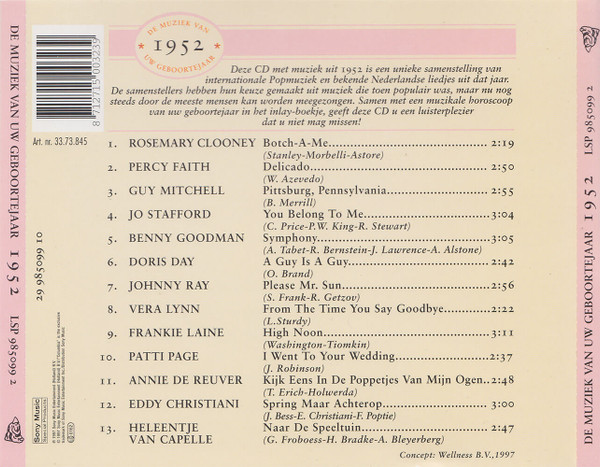 DE MUZIEK VAN UW GEBOORTEJAAR 1952 LSP 985099 2
29 985099 10
8 712715 003239
Art. nr. 33.73.845
DE MUZIEK VAN
1952
UW GEBOORTEJAAR
Deze CD met muziek uit 1952 is een unieke samenstelling van
internationale Popmuziek en bekende Nederlandse liedjes uit dat jaar.
De samenstellers hebben hun keuze gemaakt uit muziek die toen populair was, maar nu nog
steeds door de meeste mensen kan worden meegezongen. Samen met een muzikale horoscoop
van uw geboortejaar in het inlay-boekje, geeft deze CD u een luisterplezier
dat u niet mag missen!
1. ROSEMARY CLOONEY Botch-A-Me........2:19
(Stanley-Morbelli-Astore)
2. PERCY FAITH Delicado........2:50
(W. Azevedo)
3. GUY MITCHELL Pittsburg, Pennsylvania........2:55
(B. Merrill)
4. JO STAFFORD You Belong To Me........3:04
(C. Price-P.W. King-R. Stewart)
5. BENNY GOODMAN Symphony........3:05
(A. Tabet-R. Bernstein-J. Lawrence-A. Alstone)
6. DORIS DAY A Guy Is A Guy........2:42
(O. Brand)
7. JOHNNY RAY Please Mr. Sun........2:56
(S. Frank-R. Getzov)
8. VERA LYNN From The Time You Say Goodbye........2:22
(L.Sturdy)
9. FRANKIE LAINE High Noon........3:11
(Washington-Tiomkin)
10. PATTI PAGE I Went To Your Wedding........2:37
(J. Robinson)
11. ANNIE DE REUVER Kijk Eens In De Poppetjes Van Mijn Ogen..2:48
(T. Erich-Holwerda)
12. EDDY CHRISTIANI Spring Maar Achterop........3:00
(J. Bess-E. Christiani-F. Poptie)
13. HELEENTJE Naar De Speeltuin........2:47
VAN CAPELLE (G. Froboess-H. Bradke-A. Bleyerberg)
Concept: Wellness B.V.,1997
Sony Music
Special Products
DE MUZIEK VAN UW GEBOORTEJAAR 1952 LSP 985099 2